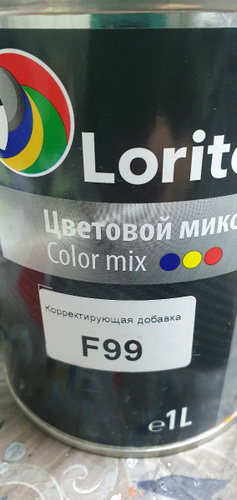 Lorite
Цветовой микс
Color mix
Корректирующая добавка
F99
e1L